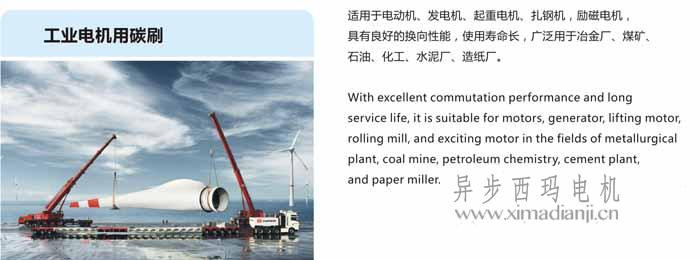 工业电机用碳刷
适用于电动机、发电机、起重电机、扎钢机，励磁电机，
具有良好的换向性能，使用寿命长，广泛用于冶金厂、煤矿、
石油、化工、水泥厂、造纸厂。
With excellent commutation performance and long
service life, it is suitable for motors, generator, lifting motor,
rolling mill, and exciting motor in the fields of metallurgical
plant, coal mine, petroleum chemistry, cement plant,
and paper miller.
异步西玛电机
www.ximadianji.cn